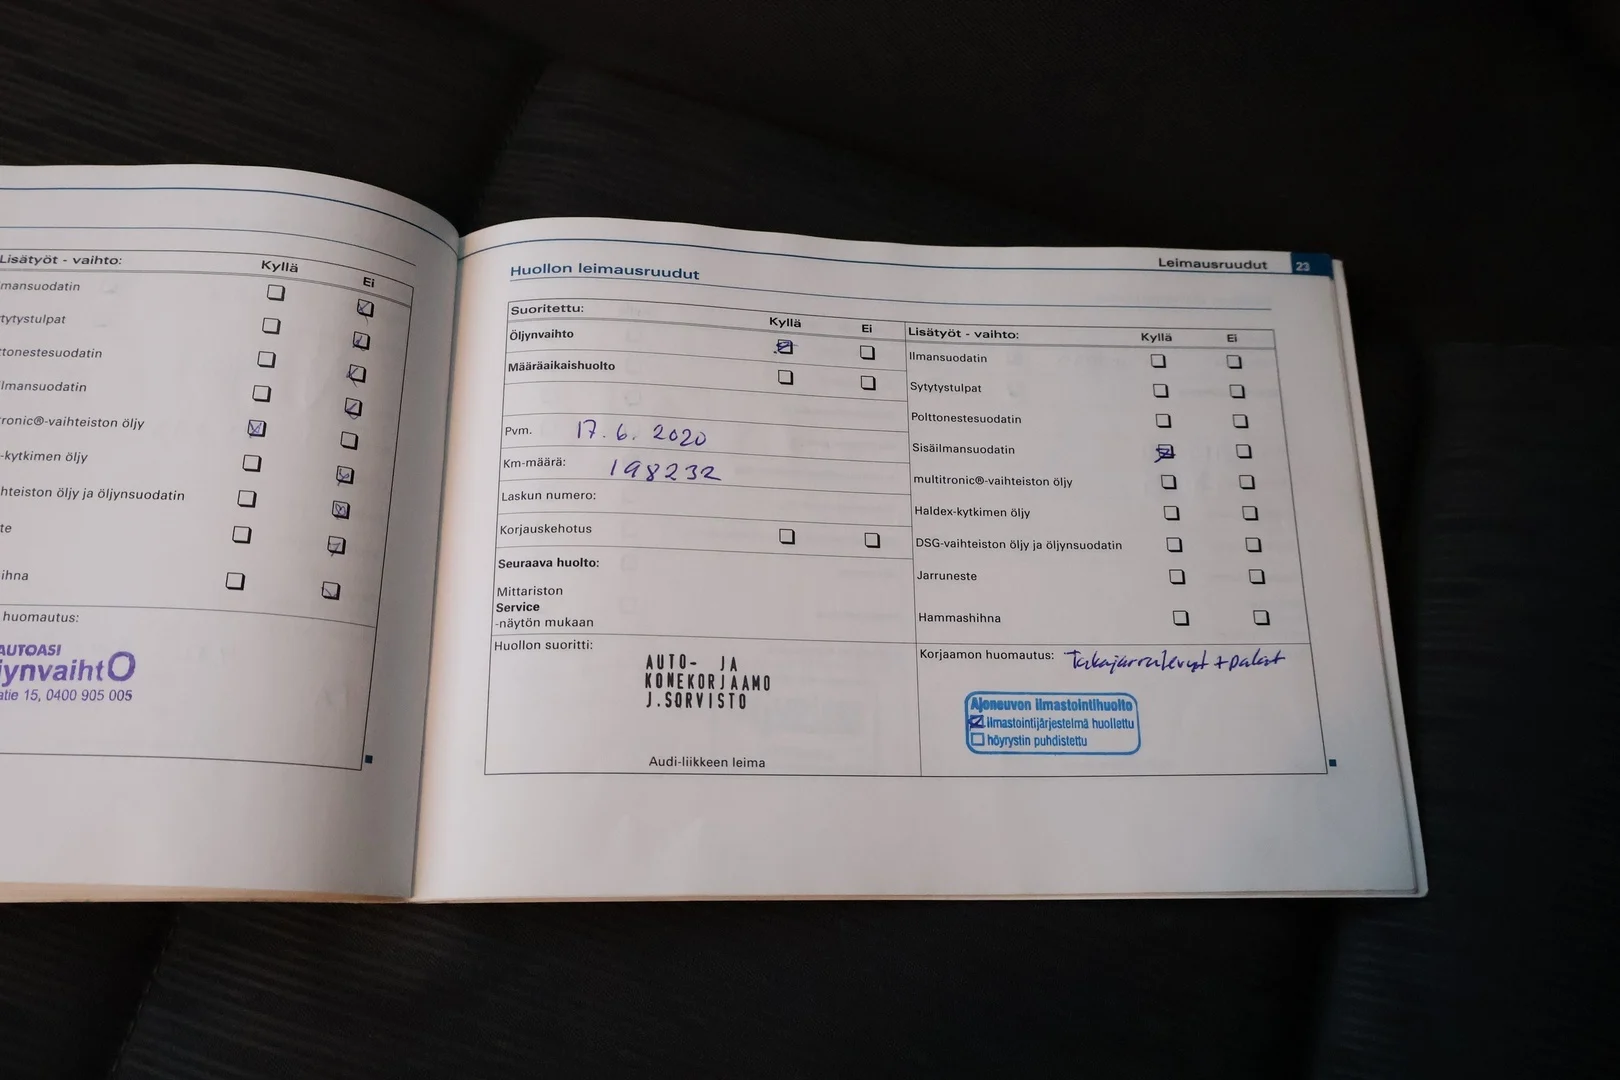 Lisätyöt - vaihto: Kyllä Ei
mansuodatin
tytystulpat
tonestesuodatin
lmansuodatin
ronic®-vaihteiston öljy
-kytkimen öljy
hteiston öljy ja öljynsuodatin
te
ihna
huomautus:
AUTOASI
jynvaihtO
atie 15, 0400 905 005
Leimausruudut 23
Huollon leimausruudut
Suoritettu: Kyllä Ei
Öljynvaihto
Määräaikaishuolto
Pvm. 17.6.2020
Km-määrä: 198232
Laskun numero:
Korjauskehotus
Seuraava huolto:
Mittariston
Service
-näytön mukaan
Huollon suoritti:
AUTO- JA
KONEKORJAAMO
J.SORVISTO
Audi-liikkeen leima
Lisätyöt - vaihto: Kyllä Ei
Ilmansuodatin
Sytytystulpat
Polttonestesuodatin
Sisäilmansuodatin
multitronic®-vaihteiston öljy
Haldex-kytkimen öljy
DSG-vaihteiston öljy ja öljynsuodatin
Jarruneste
Hammashihna
Korjaamon huomautus: Takajarrulevyt + palat
Ajoneuvon ilmastointihuolto
ilmastointijärjestelmä huollettu
höyrystin puhdistettu